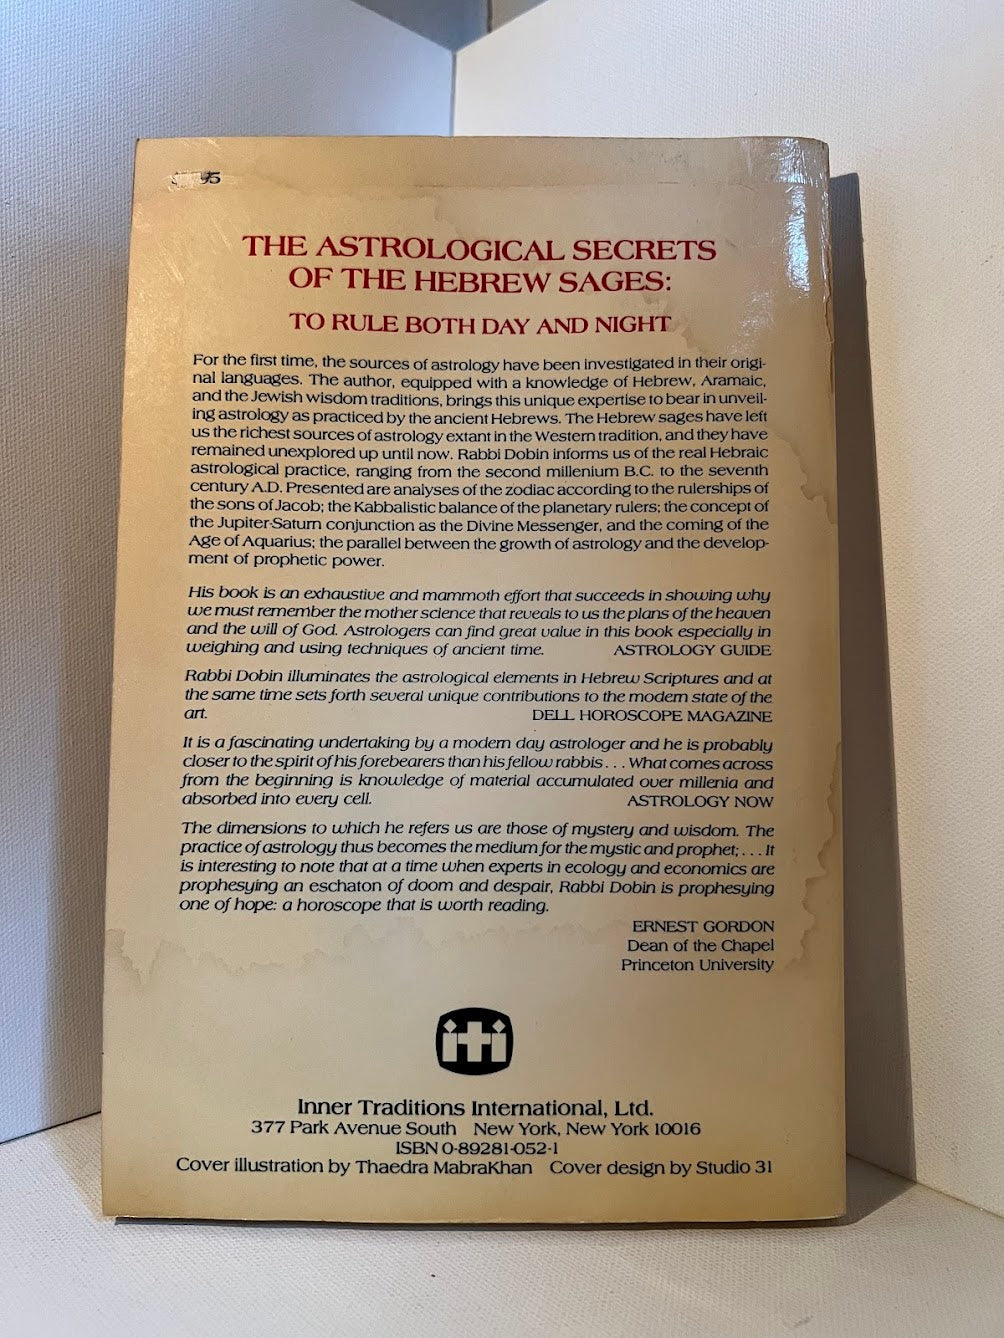 95
THE ASTROLOGICAL SECRETS
OF THE HEBREW SAGES:
TO RULE BOTH DAY AND NIGHT
For the first time, the sources of astrology have been investigated in their origi-
nal languages. The author, equipped with a knowledge of Hebrew, Aramaic,
and the Jewish wisdom traditions, brings this unique expertise to bear in unveil-
ing astrology as practiced by the ancient Hebrews. The Hebrew sages have left
us the richest sources of astrology extant in the Western tradition, and they have
remained unexplored up until now. Rabbi Dobin informs us of the real Hebraic
astrological practice, ranging from the second millenium B.C. to the seventh
century A.D. Presented are analyses of the zodiac according to the rulerships of
the sons of Jacob; the Kabbalistic balance of the planetary rulers; the concept of
the Jupiter-Saturn conjunction as the Divine Messenger, and the coming of the
Age of Aquarius; the parallel between the growth of astrology and the develop-
ment of prophetic power.
His book is an exhaustive and mammoth effort that succeeds in showing why
we must remember the mother science that reveals to us the plans of the heaven
and the will of God. Astrologers can find great value in this book especially in
weighing and using techniques of ancient time. ASTROLOGY GUIDE
Rabbi Dobin illuminates the astrological elements in Hebrew Scriptures and at
the same time sets forth several unique contributions to the modern state of the
art. DELL HOROSCOPE MAGAZINE
It is a fascinating undertaking by a modern day astrologer and he is probably
closer to the spirit of his forebearers than his fellow rabbis . . . What comes across
from the beginning is knowledge of material accumulated over millenia and
absorbed into every cell. ASTROLOGY NOW
The dimensions to which he refers us are those of mystery and wisdom. The
practice of astrology thus becomes the medium for the mystic and prophet; . . . It
is interesting to note that at a time when experts in ecology and economics are
prophesying an eschaton of doom and despair, Rabbi Dobin is prophesying
one of hope: a horoscope that is worth reading.
ERNEST GORDON
Dean of the Chapel
Princeton University
iti
Inner Traditions International, Ltd.
377 Park Avenue South New York, New York 10016
ISBN 0-89281-052-1
Cover illustration by Thaedra MabraKhan Cover design by Studio 31